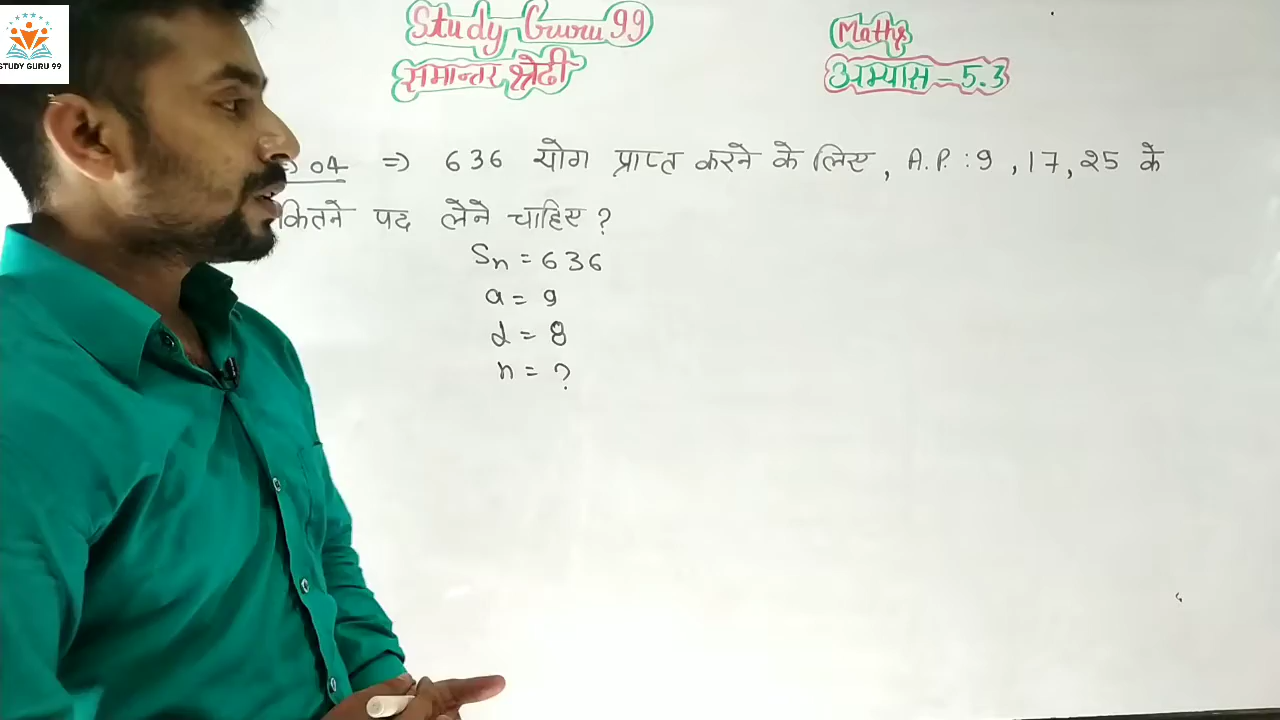 STUDY GURU 99
Study Guru 99
समान्तर श्रेढी
Maths
अभ्यास - 5.3
04 => 636 योग प्राप्त करने के लिए, A.P. : 9, 17, 25 के
कितने पद लेने चाहिए ?
Sn = 636
a = 9
d = 8
n = ?